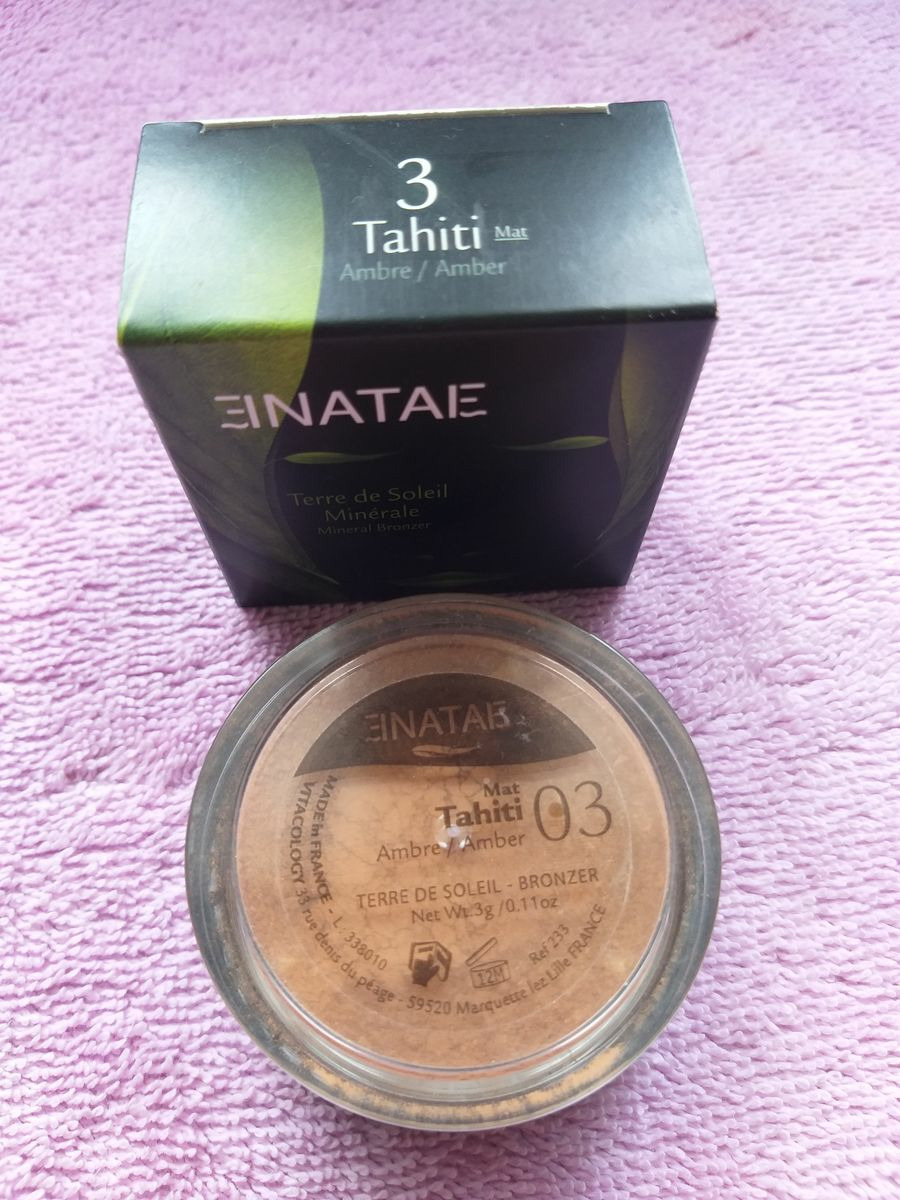 3
Tahiti Mat
Ambre / Amber
ENATAE
Terre de Soleil
Minérale
Mineral Bronzer
ENATAE
Mat
Tahiti 03
Ambre / Amber
TERRE DE SOLEIL - BRONZER
Net Wt.3g /0.11oz
12M
Ref 233
MADE in FRANCE - L : 338010
VITACOLOGY 33 rue denis du péage - 59520 Marquette lez Lille FRANCE